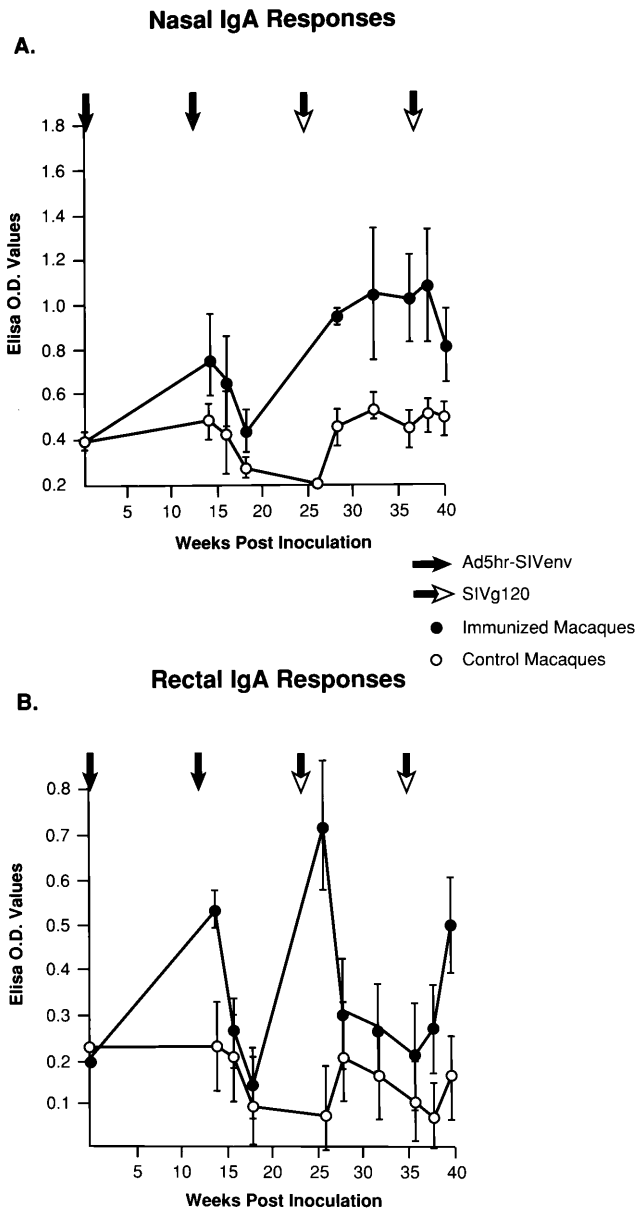 Nasal IgA Responses
A.
1.8
1.6
1.4
1.2
1.0
0.8
0.6
0.4
0.2
Elisa O.D. Values
5 10 15 20 25 30 35 40
Weeks Post Inoculation
Ad5hr-SIVenv
SIVg120
Immunized Macaques
Control Macaques
Rectal IgA Responses
B.
0.8
0.7
0.6
0.5
0.4
0.3
0.2
0.1
Elisa O.D. Values
5 10 15 20 25 30 35 40
Weeks Post Inoculation